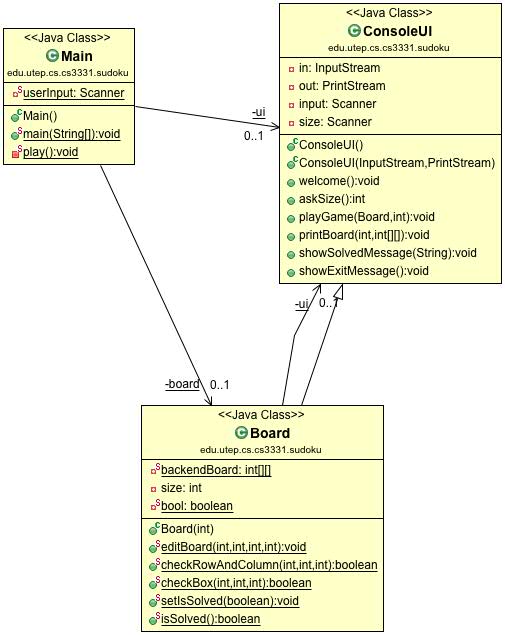 <<Java Class>>
Main
edu.utep.cs.cs3331.sudoku
userInput: Scanner
Main()
main(String[]):void
play():void
<<Java Class>>
ConsoleUI
edu.utep.cs.cs3331.sudoku
in: InputStream
out: PrintStream
input: Scanner
size: Scanner
ConsoleUI()
ConsoleUI(InputStream,PrintStream)
welcome():void
askSize():int
playGame(Board,int):void
printBoard(int,int[][]):void
showSolvedMessage(String):void
showExitMessage():void
-ui
0..1
-ui
0..1
-board
0..1
<<Java Class>>
Board
edu.utep.cs.cs3331.sudoku
backendBoard: int[][]
size: int
bool: boolean
Board(int)
editBoard(int,int,int,int):void
checkRowAndColumn(int,int,int):boolean
checkBox(int,int,int):boolean
setIsSolved(boolean):void
isSolved():boolean